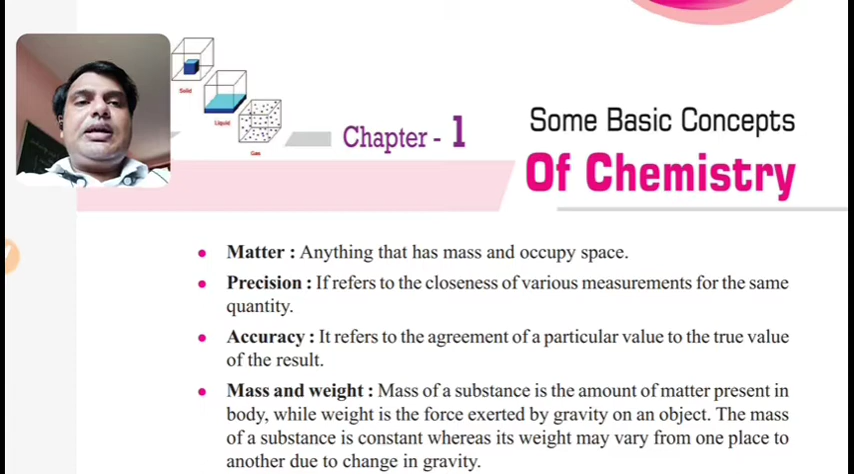 Solid
Liquid
Gas
Chapter - 1
Some Basic Concepts
Of Chemistry
• Matter : Anything that has mass and occupy space.
• Precision : If refers to the closeness of various measurements for the same
quantity.
• Accuracy : It refers to the agreement of a particular value to the true value
of the result.
• Mass and weight : Mass of a substance is the amount of matter present in
body, while weight is the force exerted by gravity on an object. The mass
of a substance is constant whereas its weight may vary from one place to
another due to change in gravity.